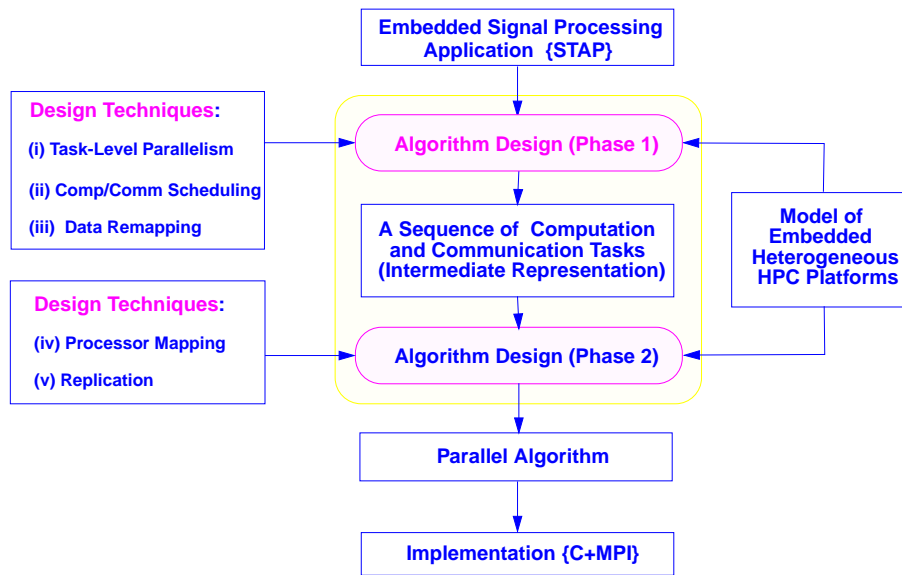 Embedded Signal Processing
Application {STAP}
Design Techniques:
(i) Task-Level Parallelism
(ii) Comp/Comm Scheduling
(iii) Data Remapping
Algorithm Design (Phase 1)
A Sequence of Computation
and Communication Tasks
(Intermediate Representation)
Model of
Embedded
Heterogeneous
HPC Platforms
Design Techniques:
(iv) Processor Mapping
(v) Replication
Algorithm Design (Phase 2)
Parallel Algorithm
Implementation {C+MPI}